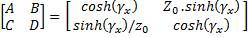 [A B
C D] = [cosh(γₓ) Z₀.sinh(γₓ)
sinh(γₓ)/z₀ cosh(γₓ)]